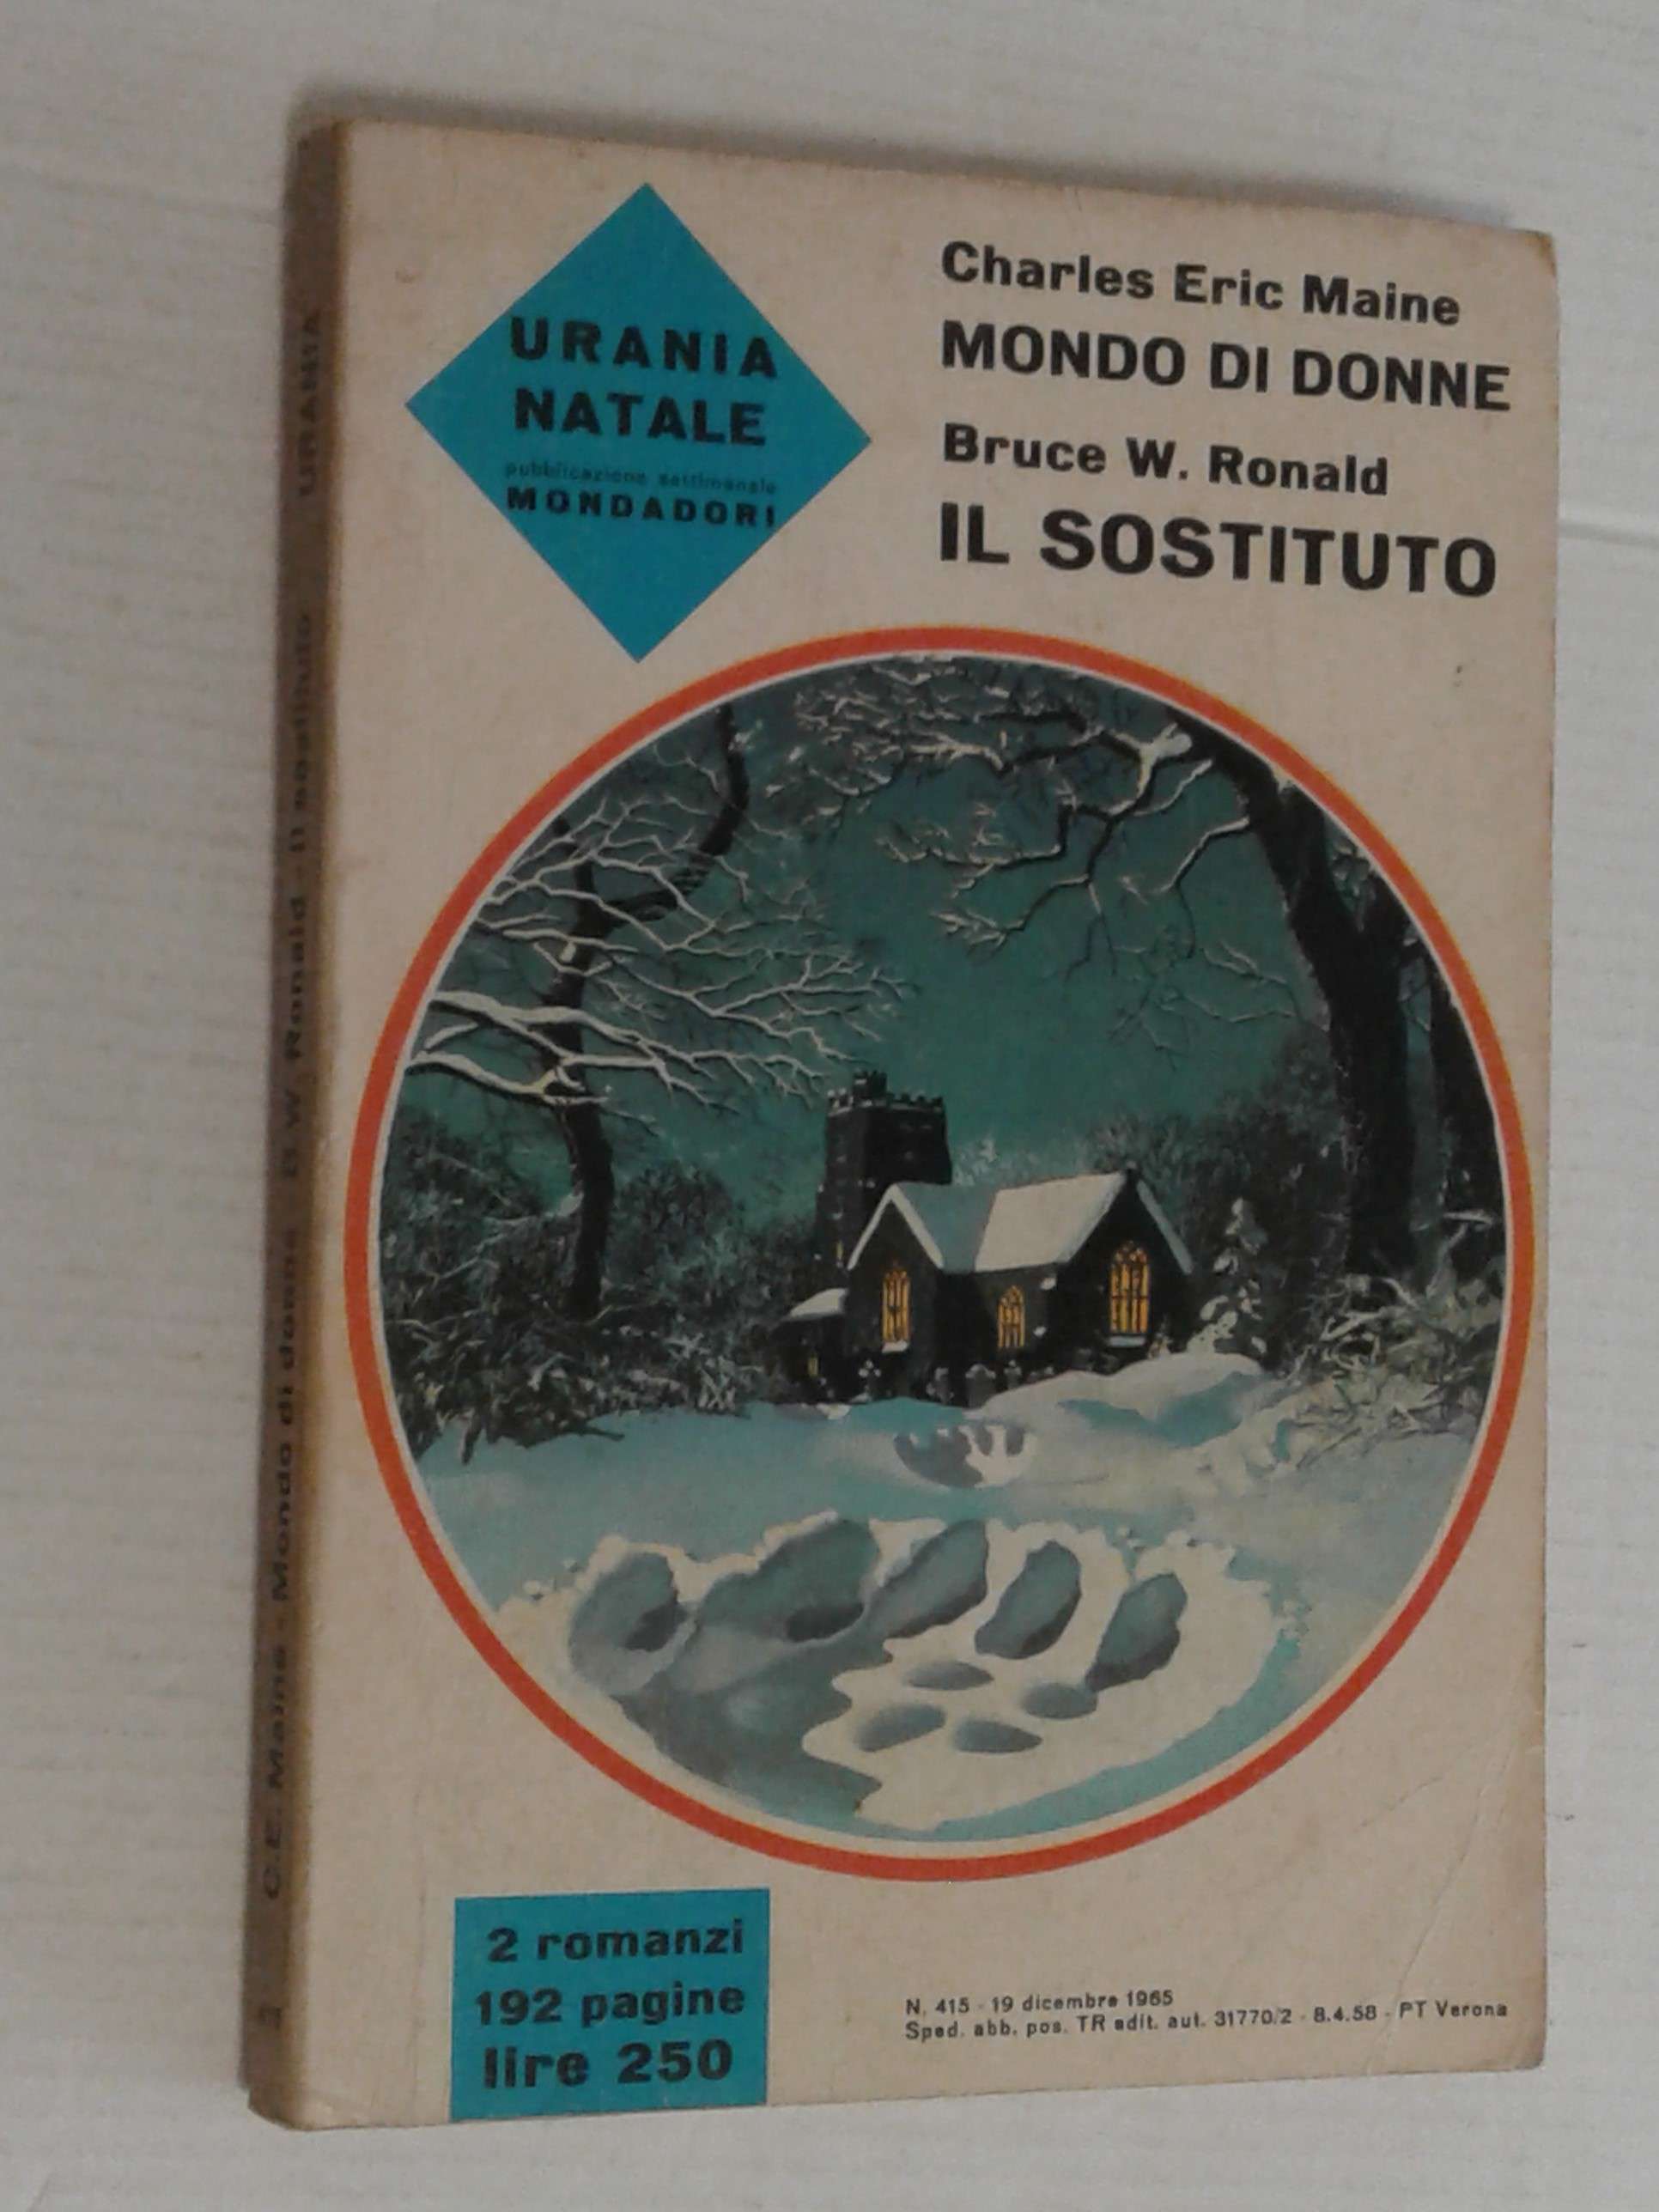 URANIA
NATALE
pubblicazione settimanale
MONDADORI
Charles Eric Maine
MONDO DI DONNE
Bruce W. Ronald
IL SOSTITUTO
2 romanzi
192 pagine
lire 250
N. 415 - 19 dicembre 1965
Sped. abb. pos. TR edit. aut. 31770/2 - 8.4.58 - PT Verona
C. E. Maine - Mondo di donne B. W. Ronald - Il sostituto URANIA